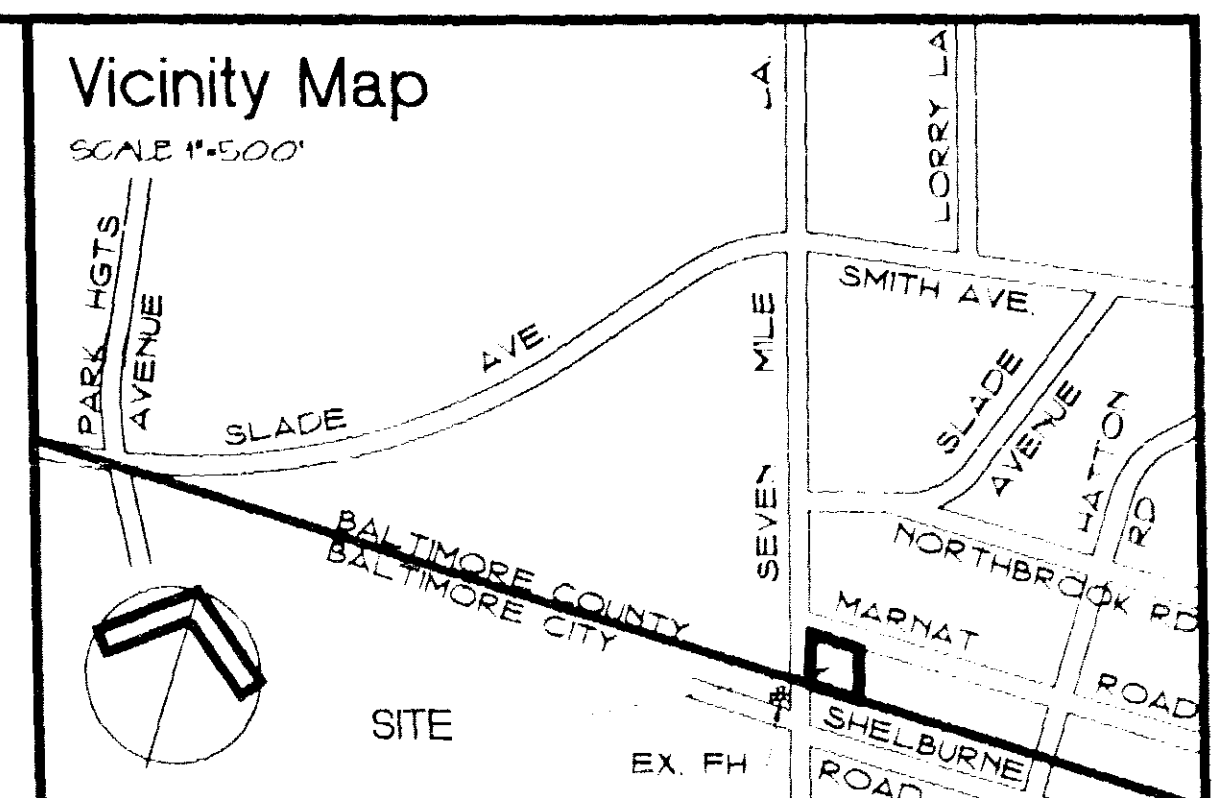 Vicinity Map
SCALE 1"=500'
PARK HGTS
AVENUE
SLADE
AVE.
SEVEN
MILE
LA.
LORRY LA.
SMITH AVE.
SLADE
AVENUE
HATTON
RD
NORTHBROOK RD
MARNAT
ROAD
BALTIMORE COUNTY
BALTIMORE CITY
SITE
EX. FH
SHELBURNE
ROAD